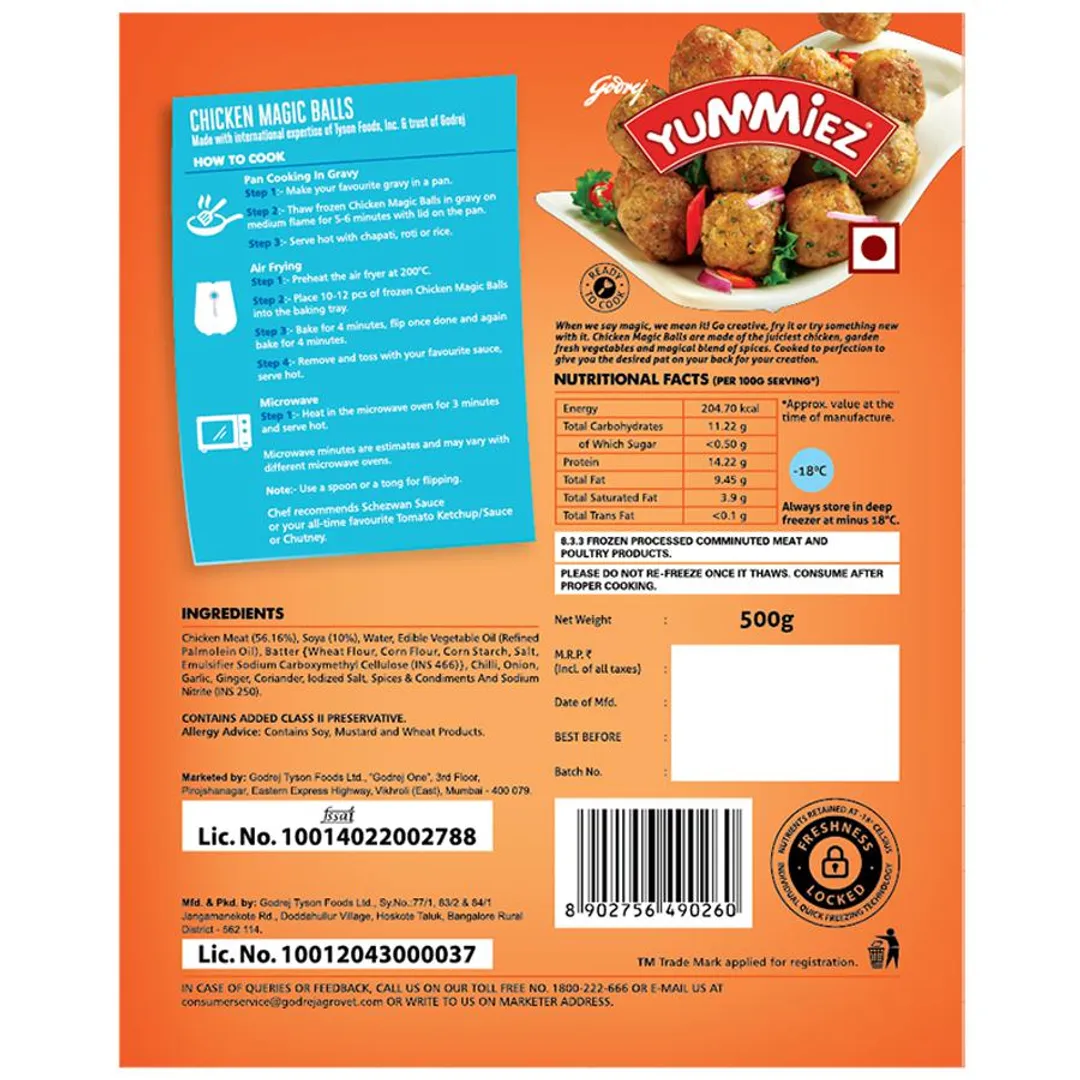 CHICKEN MAGIC BALLS
Made with international expertise of Tyson Foods, Inc. & trust of Godrej
HOW TO COOK
Pan Cooking In Gravy
Step 1:- Make your favourite gravy in a pan.
Step 2:- Thaw frozen Chicken Magic Balls in gravy on
medium flame for 5-6 minutes with lid on the pan.
Step 3:- Serve hot with chapati, roti or rice.
Air Frying
Step 1:- Preheat the air fryer at 200°C.
Step 2:- Place 10-12 pcs of frozen Chicken Magic Balls
into the baking tray.
Step 3:- Bake for 4 minutes, flip once done and again
bake for 4 minutes.
Step 4:- Remove and toss with your favourite sauce,
serve hot.
Microwave
Step 1:- Heat in the microwave oven for 3 minutes
and serve hot.
Microwave minutes are estimates and may vary with
different microwave ovens.
Note:- Use a spoon or a tong for flipping.
Chef recommends Schezwan Sauce
or your all-time favourite Tomato Ketchup/Sauce
or Chutney.
INGREDIENTS
Chicken Meat (56.16%), Soya (10%), Water, Edible Vegetable Oil (Refined
Palmolein Oil), Batter {Wheat Flour, Corn Flour, Corn Starch, Salt,
Emulsifier Sodium Carboxymethyl Cellulose (INS 466)}, Chilli, Onion,
Garlic, Ginger, Coriander, Iodized Salt, Spices & Condiments And Sodium
Nitrite (INS 250).
CONTAINS ADDED CLASS II PRESERVATIVE.
Allergy Advice: Contains Soy, Mustard and Wheat Products.
Marketed by: Godrej Tyson Foods Ltd., "Godrej One", 3rd Floor,
Pirojshanagar, Eastern Express Highway, Vikhroli (East), Mumbai - 400 079.
fssai
Lic. No. 10014022002788
Mfd. & Pkd. by: Godrej Tyson Foods Ltd., Sy.No.:77/1, 83/2 & 84/1
Jangamanekote Rd., Doddahullur Village, Hoskote Taluk, Bangalore Rural
District - 562 114.
Lic. No. 10012043000037
Godrej
YUMMIEZ®
READY
TO COOK
When we say magic, we mean it! Go creative, fry it or try something new
with it. Chicken Magic Balls are made of the juiciest chicken, garden
fresh vegetables and magical blend of spices. Cooked to perfection to
give you the desired pat on your back for your creation.
NUTRITIONAL FACTS (PER 100G SERVING*)
Energy 204.70 kcal
Total Carbohydrates 11.22 g
of Which Sugar <0.50 g
Protein 14.22 g
Total Fat 9.45 g
Total Saturated Fat 3.9 g
Total Trans Fat <0.1 g
*Approx. value at the
time of manufacture.
-18°C
Always store in deep
freezer at minus 18°C.
8.3.3 FROZEN PROCESSED COMMINUTED MEAT AND
POULTRY PRODUCTS.
PLEASE DO NOT RE-FREEZE ONCE IT THAWS. CONSUME AFTER
PROPER COOKING.
Net Weight : 500g
M.R.P. ₹
(Incl. of all taxes) :
Date of Mfd. :
BEST BEFORE :
Batch No. :
8 902756 490260
NUTRIENTS RETAINED AT -18° CELSIUS
FRESHNESS
LOCKED
INDIVIDUAL QUICK FREEZING TECHNOLOGY
TM Trade Mark applied for registration.
IN CASE OF QUERIES OR FEEDBACK, CALL US ON OUR TOLL FREE NO. 1800-222-666 OR E-MAIL US AT
consumerservice@godrejagrovet.com OR WRITE TO US ON MARKETER ADDRESS.